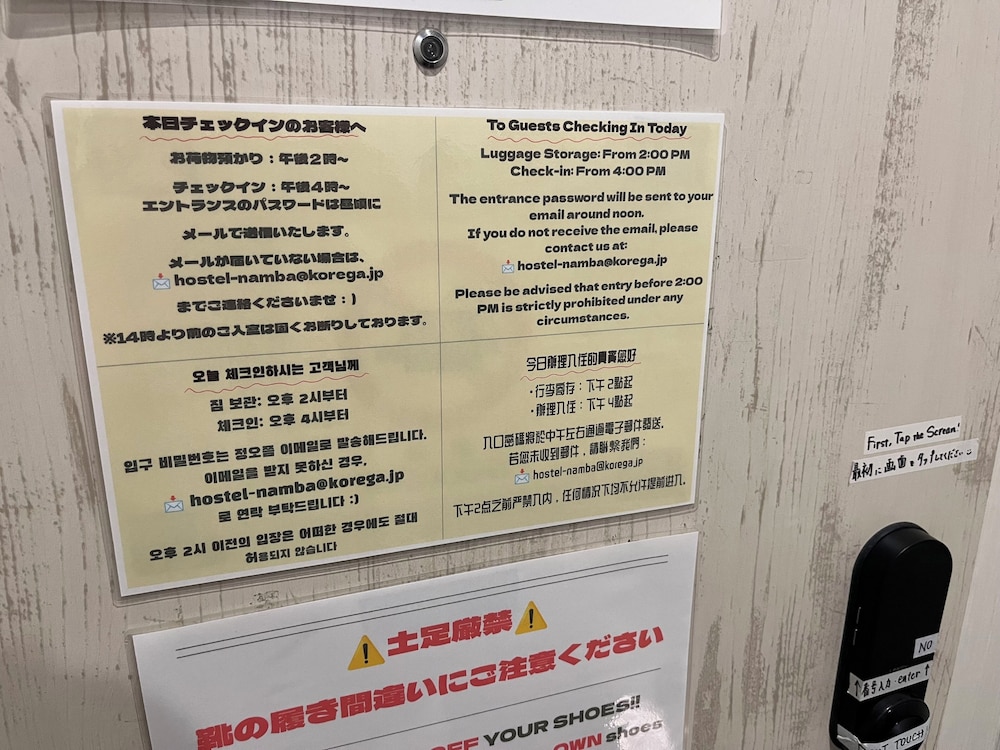 本日チェックインのお客様へ
お荷物預かり：午後2時～
チェックイン：午後4時～
エントランスのパスワードは昼頃に
メールで送信いたします。
メールが届いていない場合は、
hostel-namba@korega.jp
までご連絡くださいませ：）
※14時より前のご入室は固くお断りしております。
To Guests Checking In Today
Luggage Storage: From 2:00 PM
Check-in: From 4:00 PM
The entrance password will be sent to your
email around noon.
If you do not receive the email, please
contact us at:
hostel-namba@korega.jp
Please be advised that entry before 2:00
PM is strictly prohibited under any
circumstances.
오늘 체크인하시는 고객님께
짐 보관: 오후 2시부터
체크인: 오후 4시부터
입구 비밀번호는 정오쯤 이메일로 발송해드립니다.
이메일을 받지 못하신 경우,
hostel-namba@korega.jp
로 연락 부탁드립니다 :)
오후 2시 이전의 입장은 어떠한 경우에도 절대
허용되지 않습니다
今日辦理入住的貴賓您好
・行李寄存：下午2點起
・辦理入住：下午4點起
入口密碼將於中午左右通過電子郵件發送.
若您未收到郵件，請聯繫我們：
hostel-namba@korega.jp
下午2点之前严禁入内，任何情況下均不允许提前进入.
First, Tap the Screen!
最初に画面をタップしてください
⚠️土足厳禁⚠️
靴の履き間違いにご注意ください
OFF YOUR SHOES!!
OWN shoes
NO
↑番号入力→enter↑
TOUCH